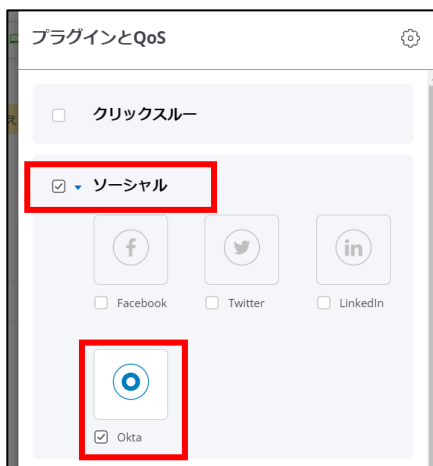 プラグインとQoS
クリックスルー
ソーシャル
Facebook
Twitter
LinkedIn
Okta